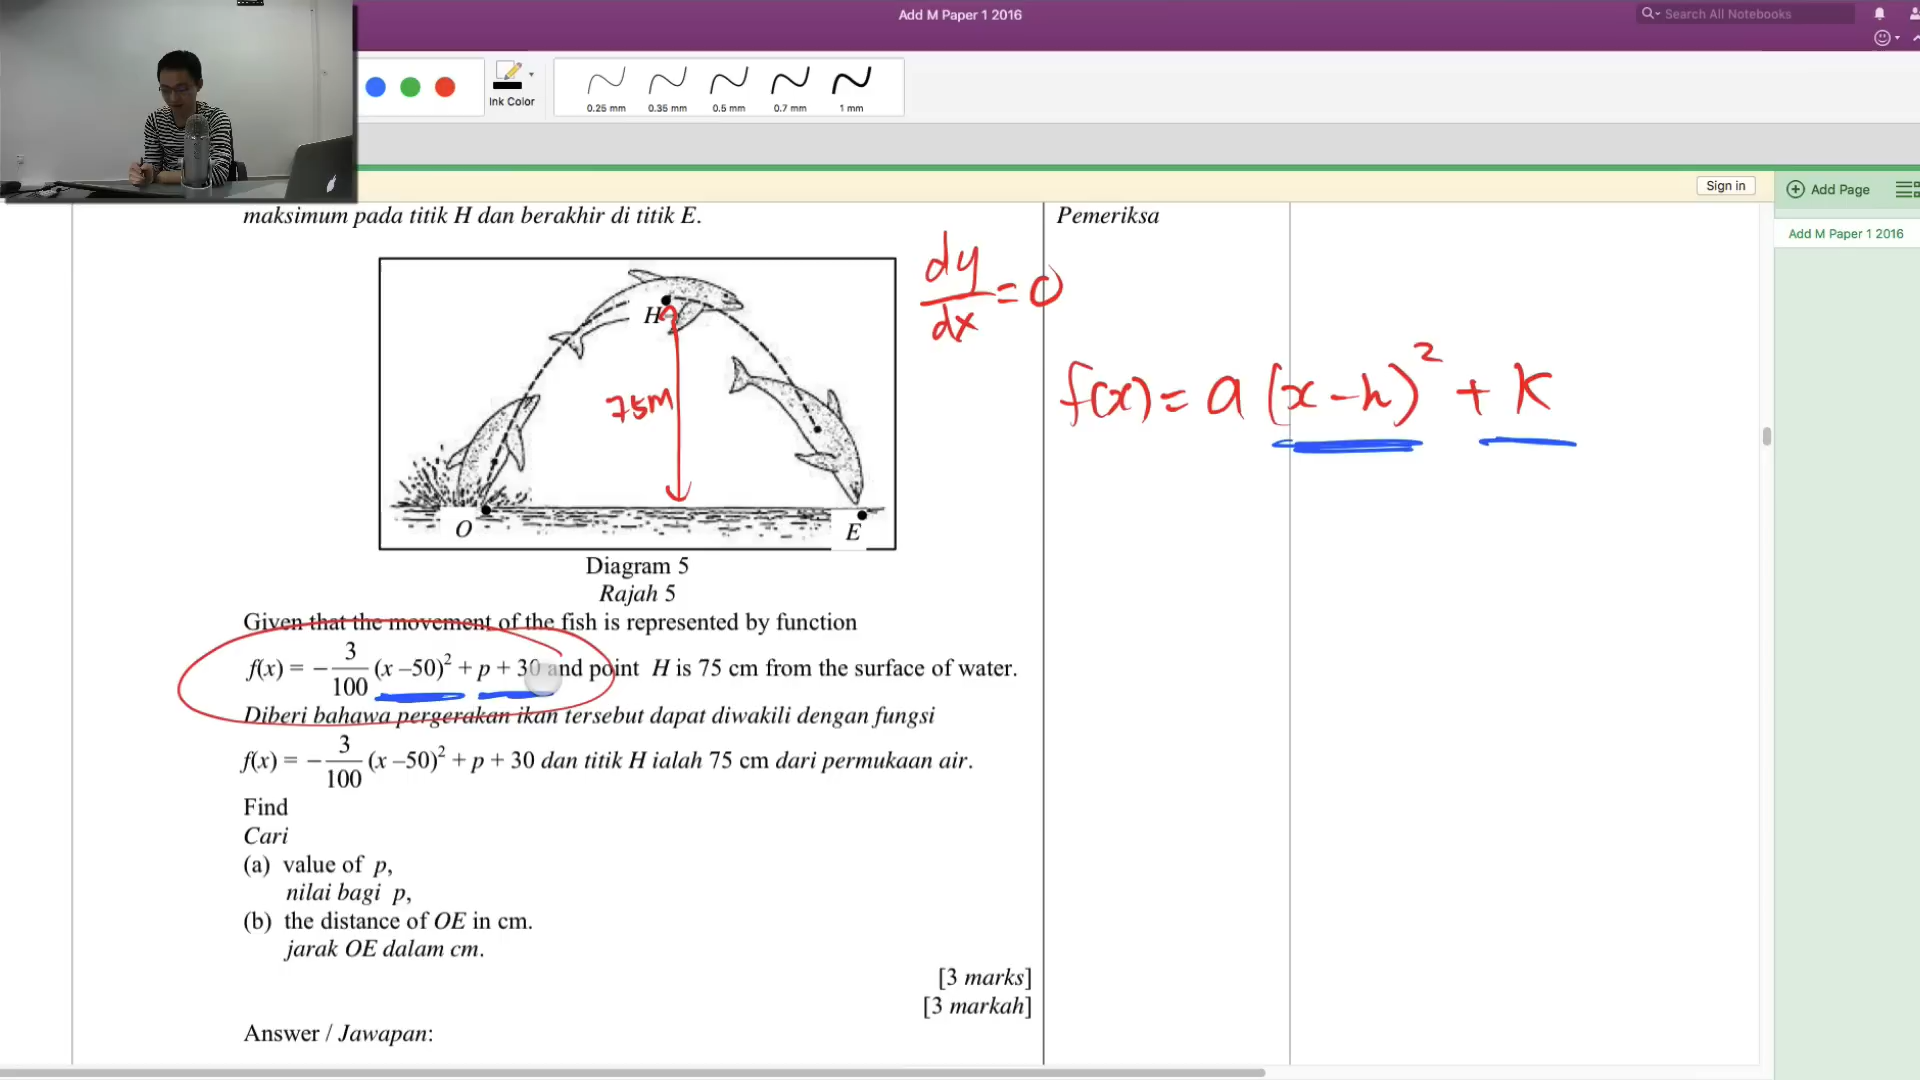 Add M Paper 1 2016
Search All Notebooks
Ink Color
0.25 mm
0.35 mm
0.5 mm
0.7 mm
1 mm
Sign in
Add Page
Add M Paper 1 2016
maksimum pada titik H dan berakhir di titik E.
Pemeriksa
dy/dx = 0
H
75M
f(x) = a (x - h)² + k
O
E
Diagram 5
Rajah 5
Given that the movement of the fish is represented by function
f(x) = − 3/100 (x –50)² + p + 30 and point H is 75 cm from the surface of water.
Diberi bahawa pergerakan ikan tersebut dapat diwakili dengan fungsi
f(x) = − 3/100 (x –50)² + p + 30 dan titik H ialah 75 cm dari permukaan air.
Find
Cari
(a) value of p,
nilai bagi p,
(b) the distance of OE in cm.
jarak OE dalam cm.
[3 marks]
[3 markah]
Answer / Jawapan: